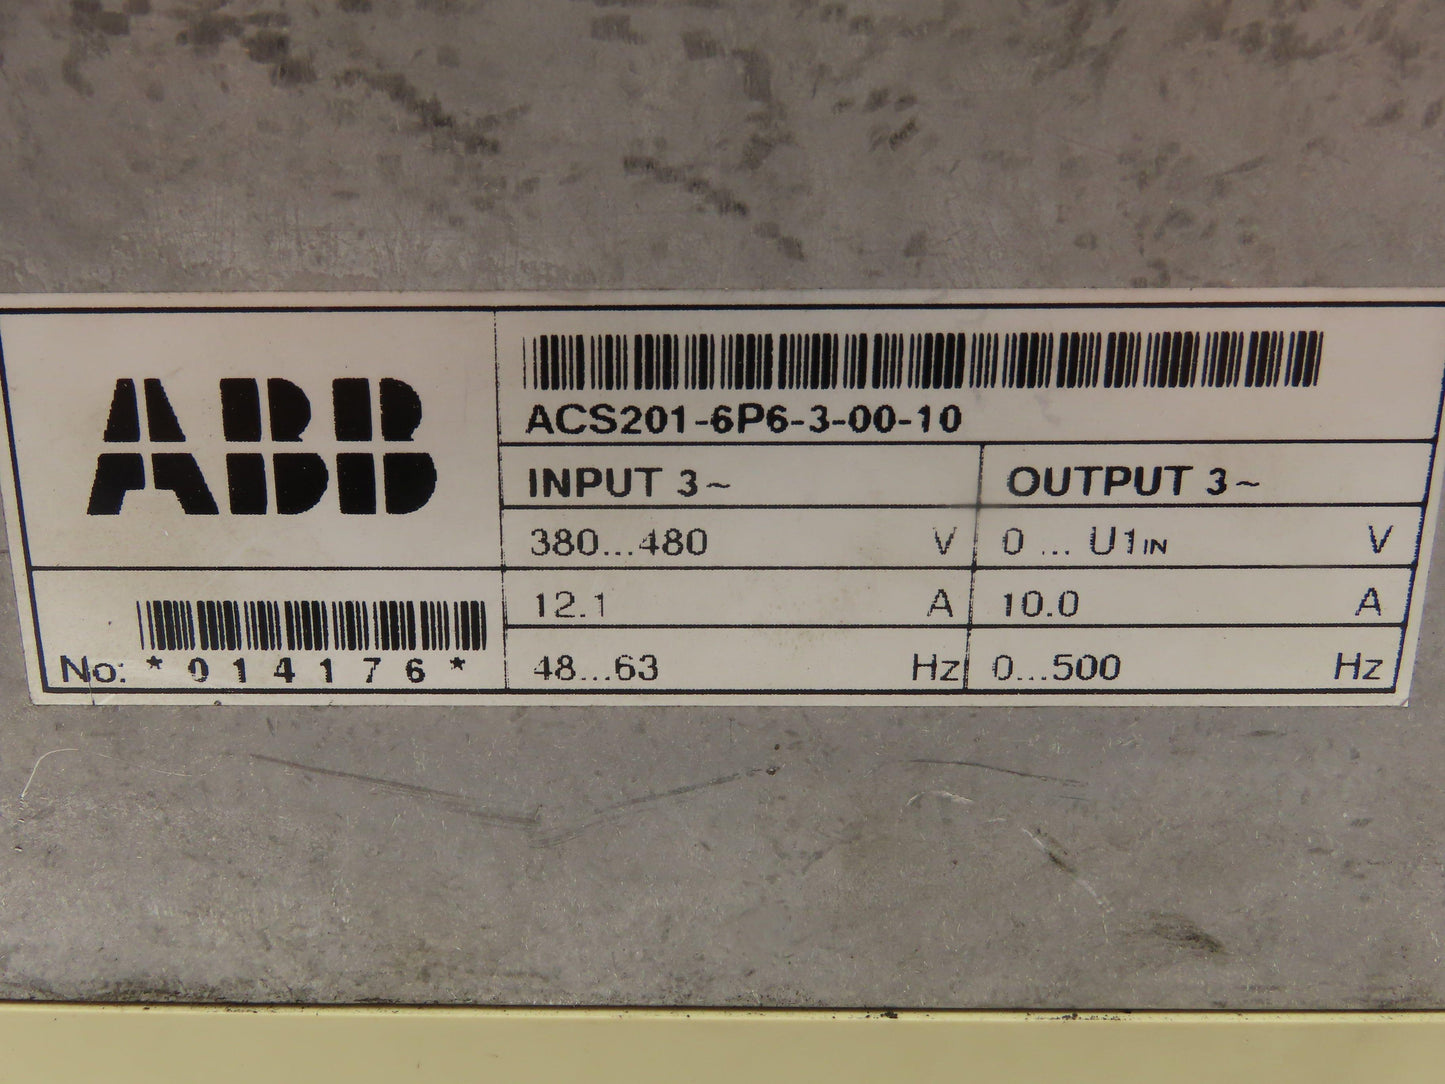 ABB
ACS201-6P6-3-00-10
INPUT 3~ OUTPUT 3~
380...480 V 0 ... U1IN V
12.1 A 10.0 A
No: *014176* 48...63 Hz 0...500 Hz